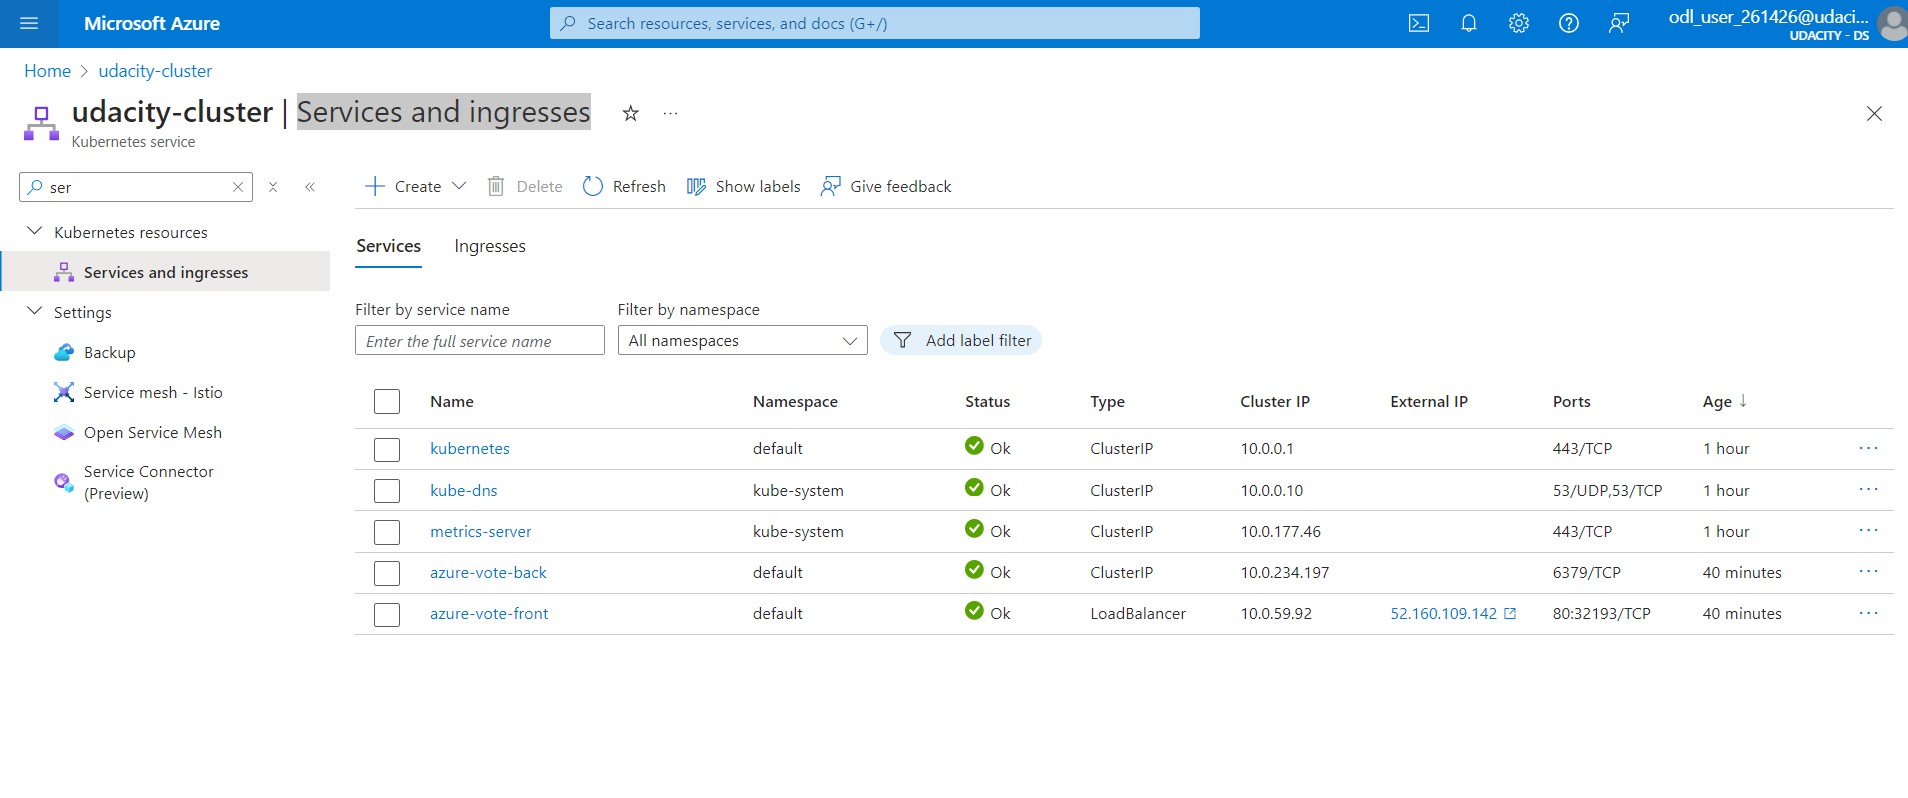 Microsoft Azure
Search resources, services, and docs (G+/)
odl_user_261426@udaci...
UDACITY - DS
Home > udacity-cluster
udacity-cluster | Services and ingresses
Kubernetes service
ser
Kubernetes resources
Services and ingresses
Settings
Backup
Service mesh - Istio
Open Service Mesh
Service Connector
(Preview)
Create Delete Refresh Show labels Give feedback
Services Ingresses
Filter by service name Filter by namespace
Enter the full service name All namespaces Add label filter
Name Namespace Status Type Cluster IP External IP Ports Age ↓
kubernetes default Ok ClusterIP 10.0.0.1 443/TCP 1 hour
kube-dns kube-system Ok ClusterIP 10.0.0.10 53/UDP,53/TCP 1 hour
metrics-server kube-system Ok ClusterIP 10.0.177.46 443/TCP 1 hour
azure-vote-back default Ok ClusterIP 10.0.234.197 6379/TCP 40 minutes
azure-vote-front default Ok LoadBalancer 10.0.59.92 52.160.109.142 80:32193/TCP 40 minutes